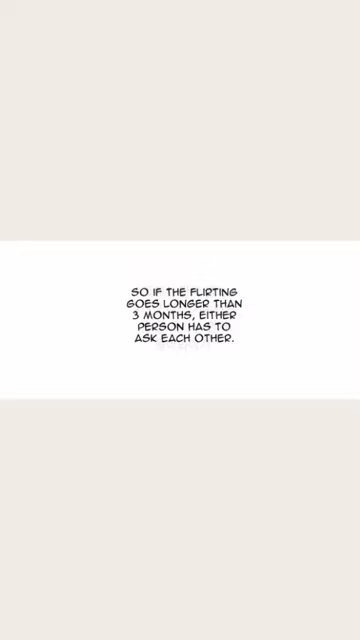 SO IF THE FLIRTING
GOES LONGER THAN
3 MONTHS, EITHER
PERSON HAS TO
ASK EACH OTHER.